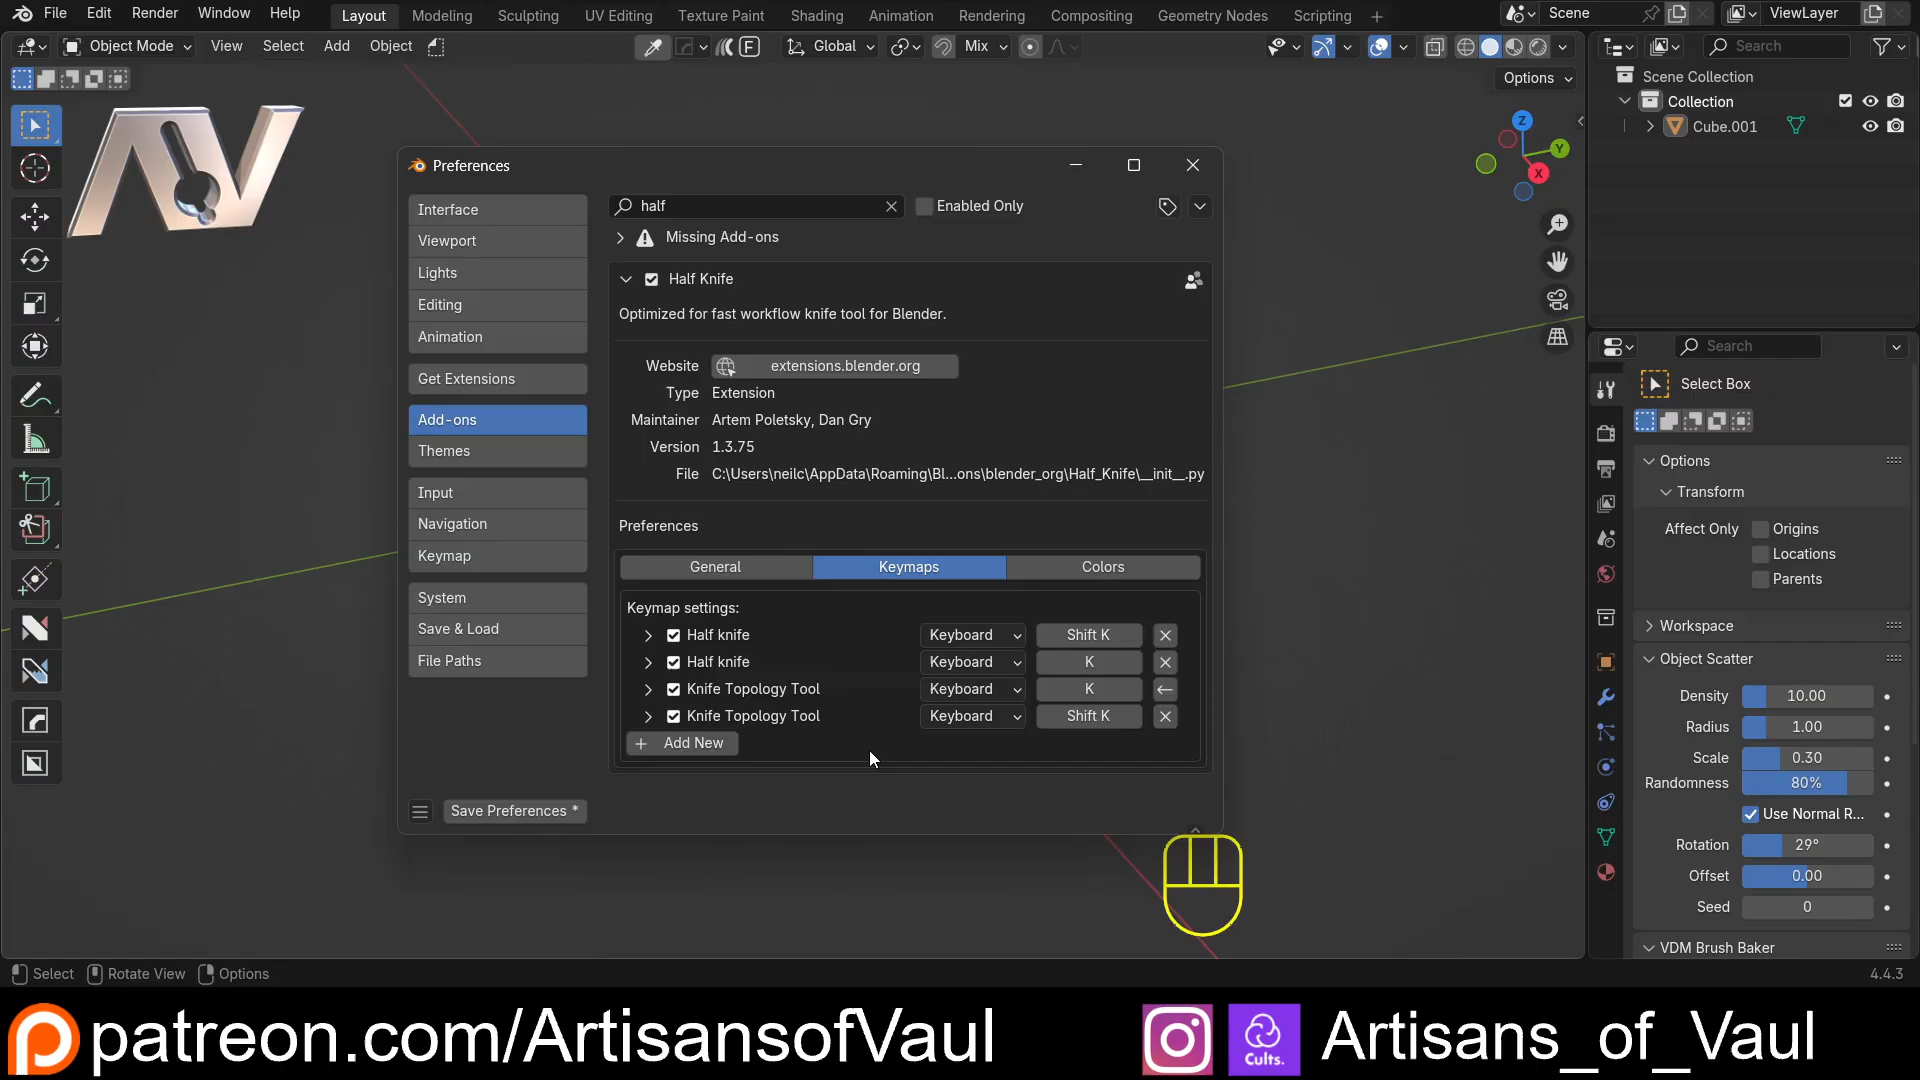 File Edit Render Window Help Layout Modeling Sculpting UV Editing Texture Paint Shading Animation Rendering Compositing Geometry Nodes Scripting + Scene ViewLayer
Object Mode View Select Add Object F Global Mix Search
Options
Scene Collection
Collection
Cube.001
Z
Y
X
Preferences
Interface
Viewport
Lights
Editing
Animation
Get Extensions
Add-ons
Themes
Input
Navigation
Keymap
System
Save & Load
File Paths
Save Preferences *
half Enabled Only
Missing Add-ons
Half Knife
Optimized for fast workflow knife tool for Blender.
Website extensions.blender.org
Type Extension
Maintainer Artem Poletsky, Dan Gry
Version 1.3.75
File C:\Users\neilc\AppData\Roaming\Bl...ons\blender_org\Half_Knife\__init__.py
Preferences
General Keymaps Colors
Keymap settings:
Half knife Keyboard Shift K
Half knife Keyboard K
Knife Topology Tool Keyboard K
Knife Topology Tool Keyboard Shift K
+ Add New
Search
Select Box
Options
Transform
Affect Only Origins
Locations
Parents
Workspace
Object Scatter
Density 10.00
Radius 1.00
Scale 0.30
Randomness 80%
Use Normal R...
Rotation 29°
Offset 0.00
Seed 0
VDM Brush Baker
Select Rotate View Options 4.4.3
patreon.com/ArtisansofVaul Cults. Artisans_of_Vaul